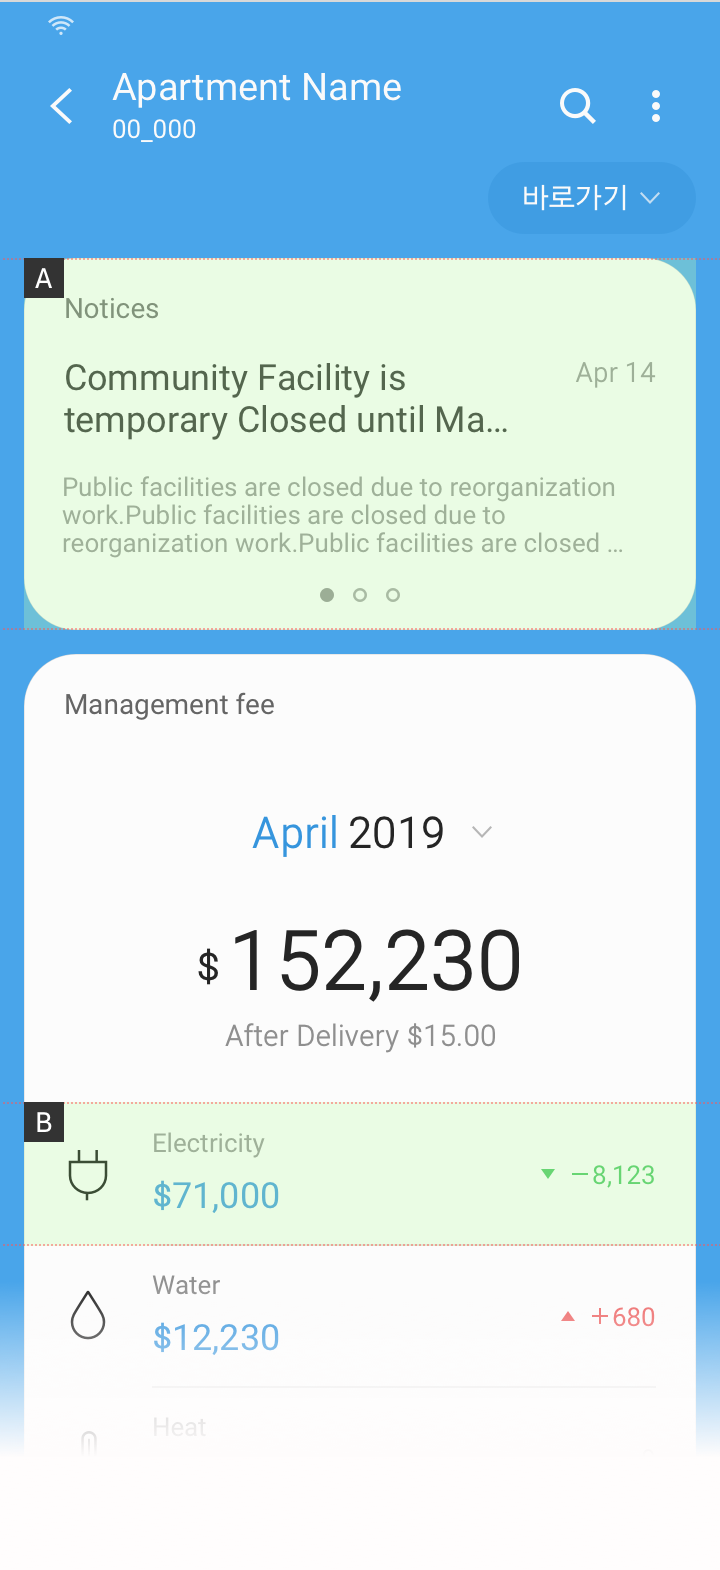 Apartment Name
00_000
바로가기
A
Notices
Community Facility is
temporary Closed until Ma...
Apr 14
Public facilities are closed due to reorganization
work.Public facilities are closed due to
reorganization work.Public facilities are closed ...
Management fee
April 2019
$ 152,230
After Delivery $15.00
B
Electricity
$71,000
−8,123
Water
$12,230
+680
Heat